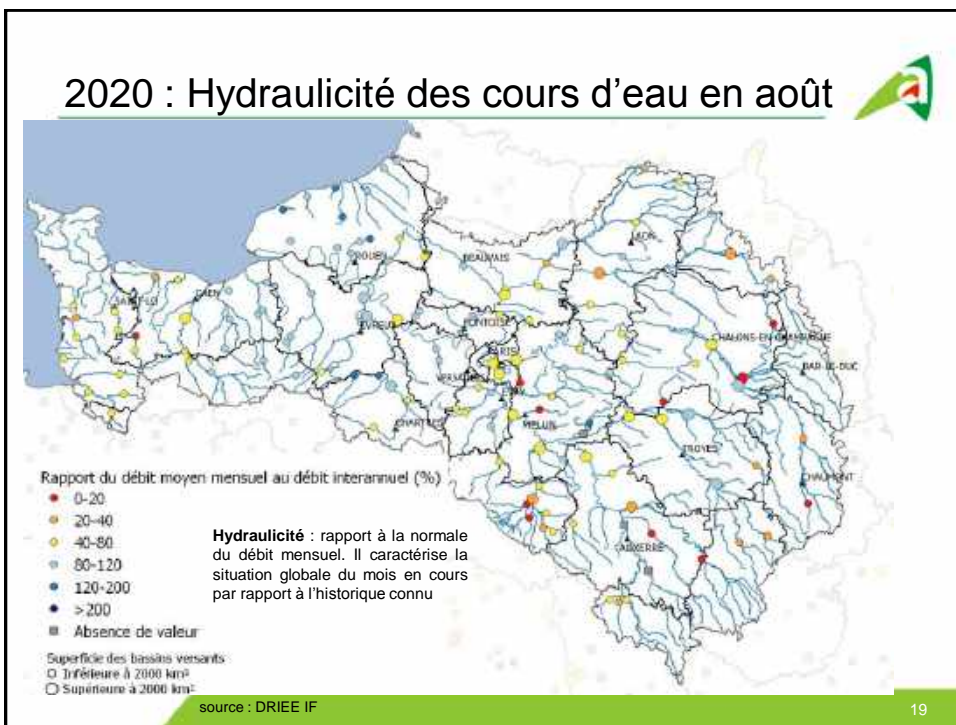 2020 : Hydraulicité des cours d'eau en août
LAON
ROUEN
BEAUVAIS
SAINT-LO
CAEN
EVREUX
PONTOISE
PARIS
CHALONS-EN-CHAMPAGNE
BAR-LE-DUC
VERSAILLES
EVRY
MELUN
CHARTRES
TROYES
CHAUMONT
AUXERRE
Rapport du débit moyen mensuel au débit interannuel (%)
0-20
20-40
40-80
80-120
120-200
>200
Absence de valeur
Superficie des bassins versants
Inférieure à 2000 km²
Supérieure à 2000 km²
Hydraulicité : rapport à la normale
du débit mensuel. Il caractérise la
situation globale du mois en cours
par rapport à l'historique connu
source : DRIEE IF
19